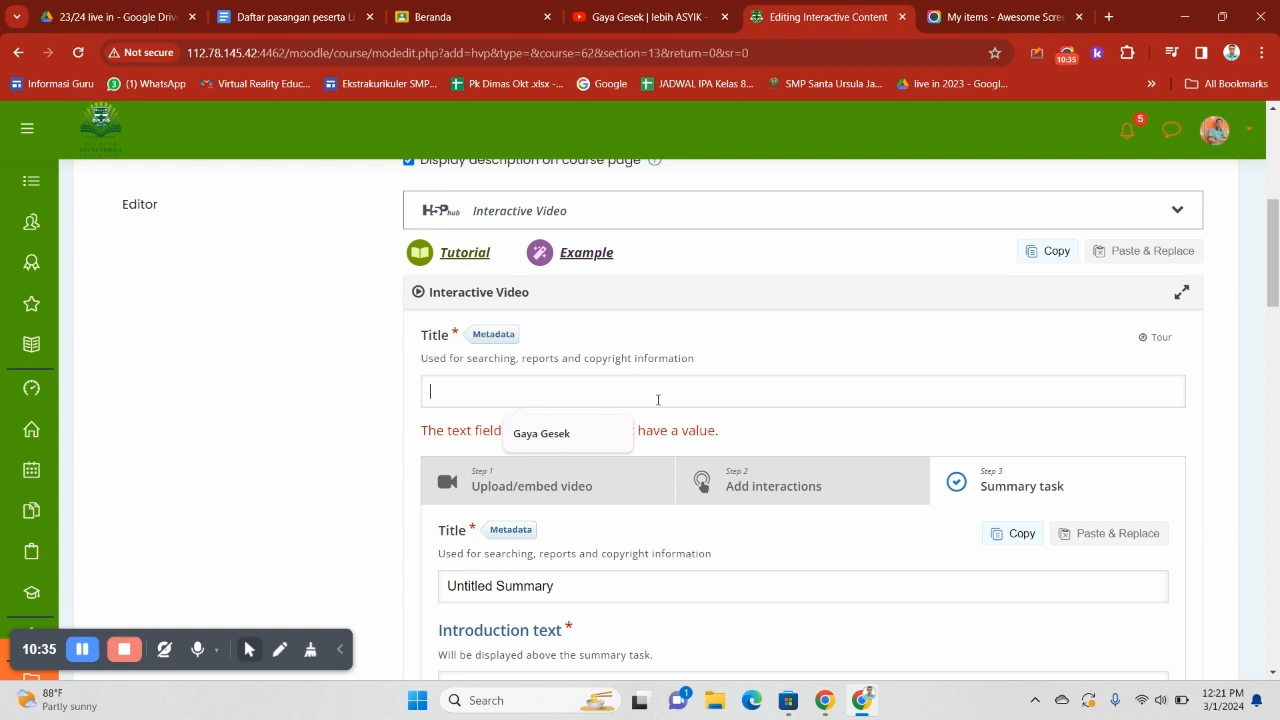 23/24 live in - Google Driv
Daftar pasangan peserta Li
Beranda
Gaya Gesek | lebih ASYIK -
Editing Interactive Content
My items - Awesome Scre
Not secure
112.78.145.42:4462/moodle/course/modedit.php?add=hvp&type=&course=62&section=13&return=0&sr=0
10:35
Informasi Guru
(1) WhatsApp
Virtual Reality Educ...
Ekstrakurikuler SMP...
Pk Dimas Okt .xlsx -...
Google
JADWAL IPA Kelas 8...
SMP Santa Ursula Ja...
live in 2023 - Googl...
»
All Bookmarks
5
Display description on course page
Editor
H5P hub Interactive Video
Tutorial
Example
Copy
Paste & Replace
Interactive Video
Title * Metadata
Tour
Used for searching, reports and copyright information
The text field
have a value.
Gaya Gesek
Step 1
Upload/embed video
Step 2
Add interactions
Step 3
Summary task
Title * Metadata
Copy
Paste & Replace
Used for searching, reports and copyright information
Untitled Summary
Introduction text *
Will be displayed above the summary task.
10:35
88°F
Partly sunny
Search
1
12:21 PM
3/1/2024